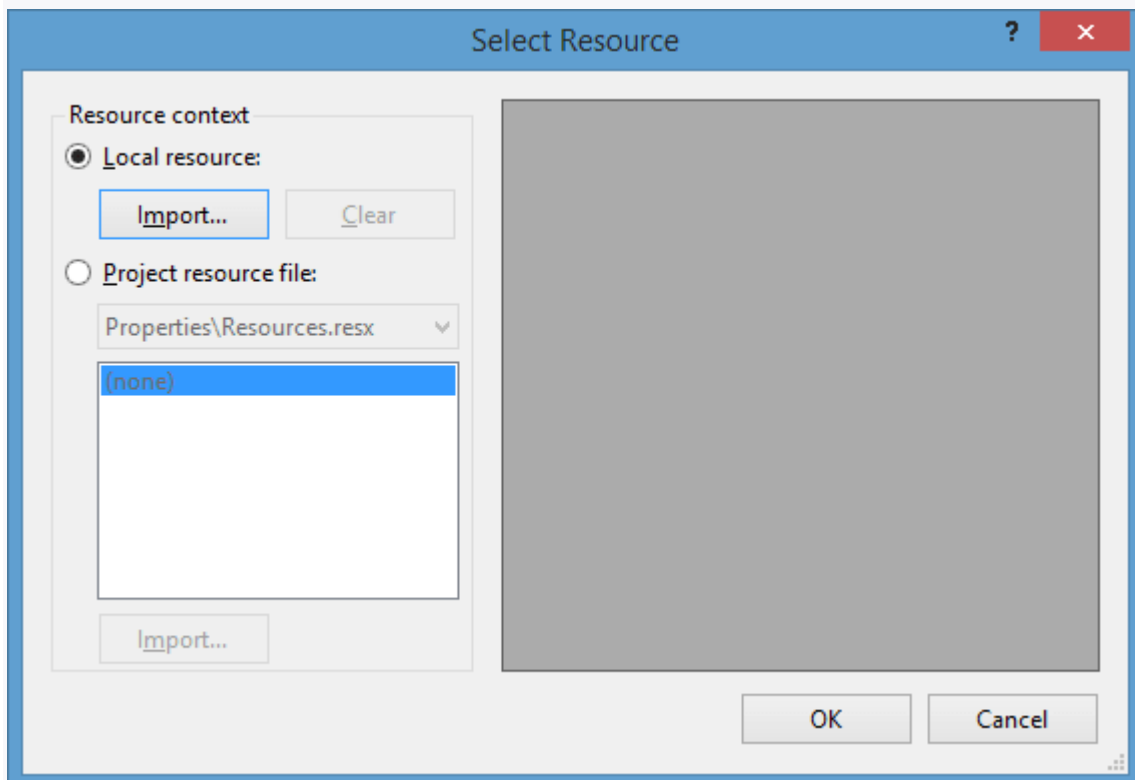 Select Resource
?
Resource context
Local resource:
Import...
Clear
Project resource file:
Properties\Resources.resx
(none)
Import...
OK
Cancel